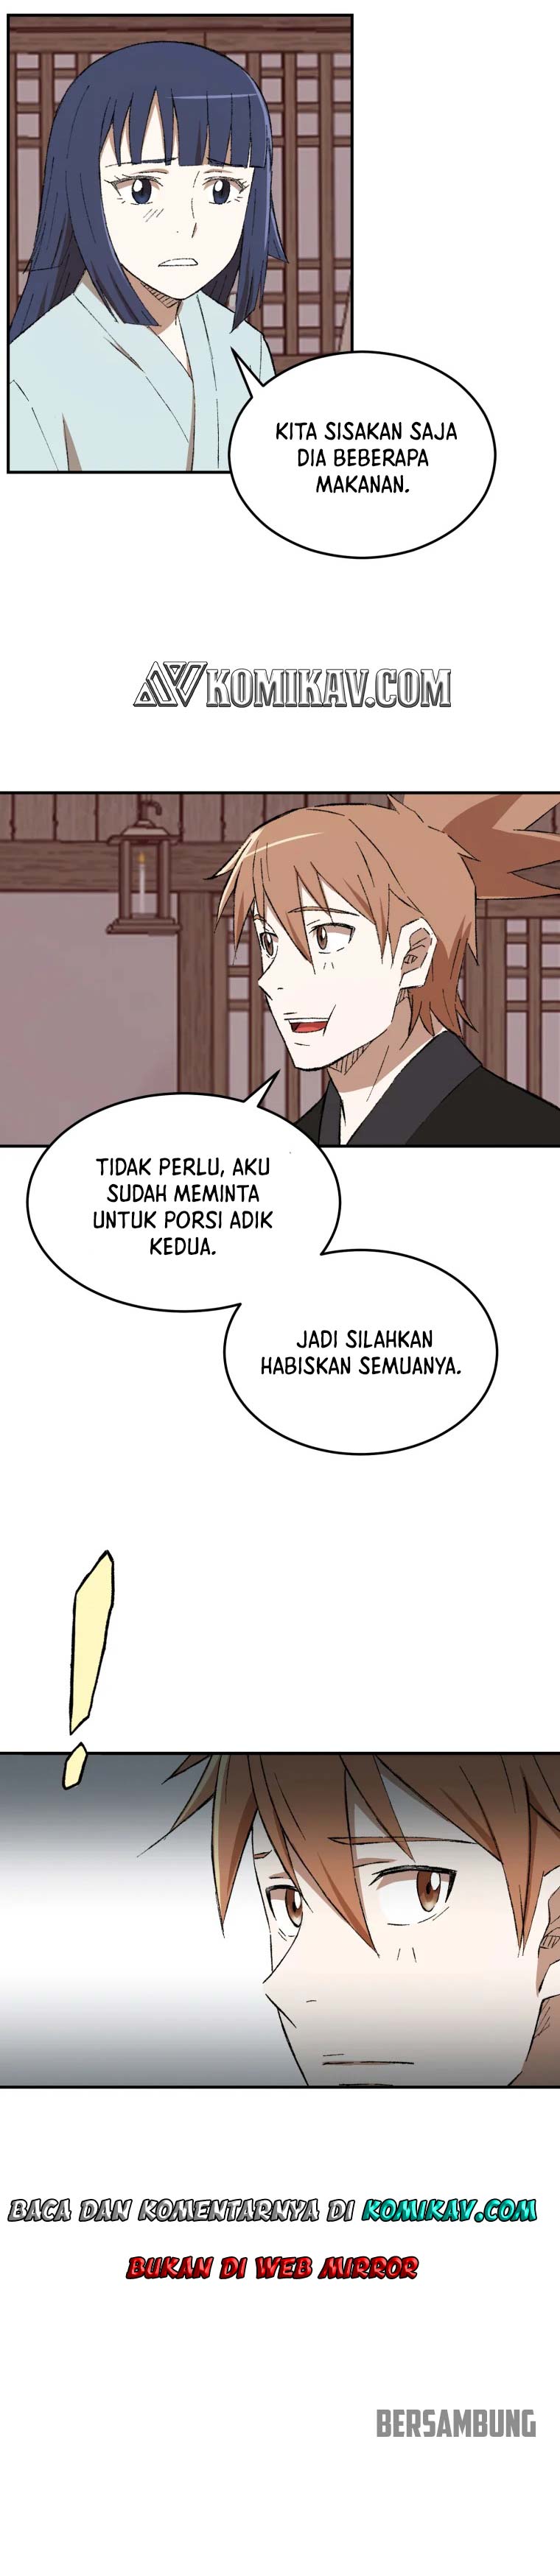 KITA SISAKAN SAJA
DIA BEBERAPA
MAKANAN.
KOMIKAV.COM
TIDAK PERLU, AKU
SUDAH MEMINTA
UNTUK PORSI ADIK
KEDUA.
JADI SILAHKAN
HABISKAN SEMUANYA.
BACA DAN KOMENTARNYA DI KOMIKAV.COM
BUKAN DI WEB MIRROR
BERSAMBUNG